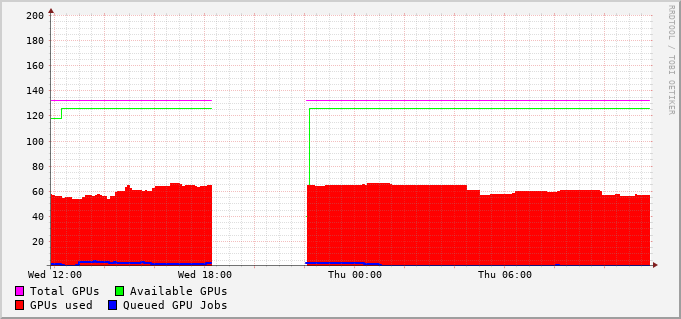 200
180
160
140
120
100
80
60
40
20
Wed 12:00 Wed 18:00 Thu 00:00 Thu 06:00
Total GPUs Available GPUs
GPUs used Queued GPU Jobs
RRDTOOL / TOBI OETIKER